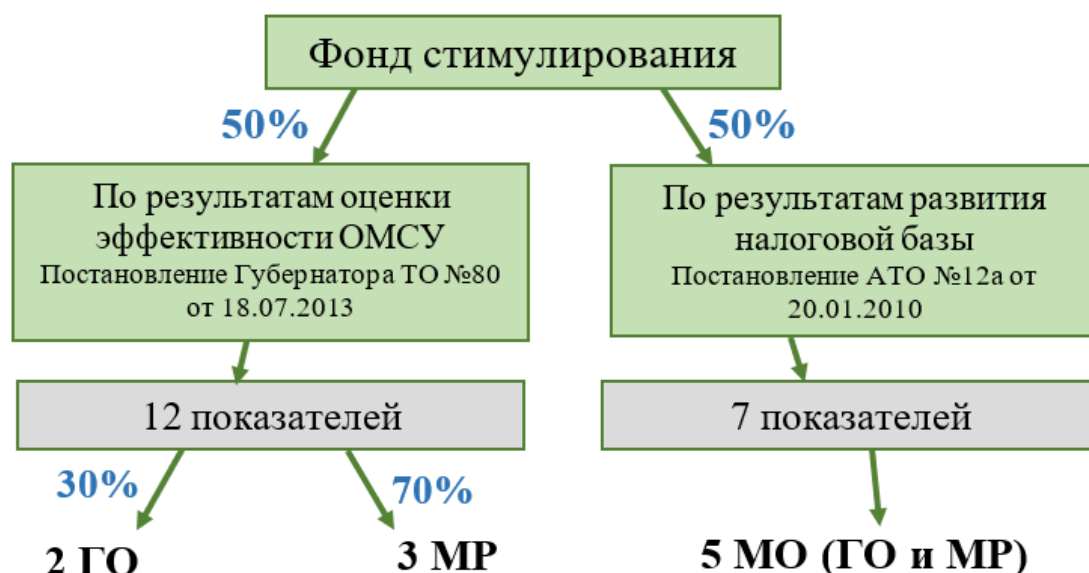 Фонд стимулирования
50%
50%
По результатам оценки
эффективности ОМСУ
Постановление Губернатора ТО №80
от 18.07.2013
По результатам развития
налоговой базы
Постановление АТО №12а от
20.01.2010
12 показателей
7 показателей
30%
70%
2 ГО
3 МР
5 МО (ГО и МР)